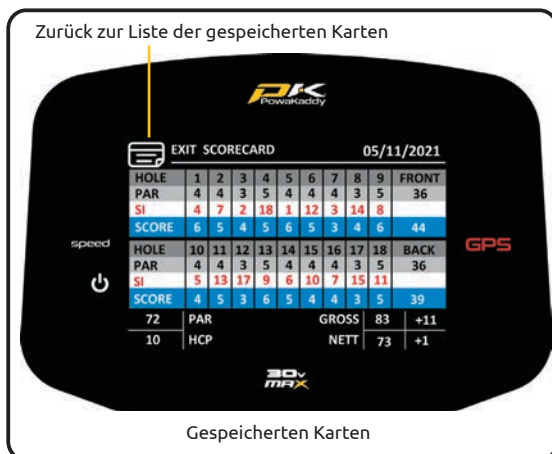 Zurück zur Liste der gespeicherten Karten
PK
PowaKaddy
EXIT SCORECARD 05/11/2021
HOLE 1 2 3 4 5 6 7 8 9 FRONT
PAR 4 4 3 5 4 4 4 3 5 36
SI 4 7 2 18 1 12 3 14 8
SCORE 6 5 4 5 6 5 3 4 6 44
speed
GPS
HOLE 10 11 12 13 14 15 16 17 18 BACK
PAR 4 4 3 5 4 4 4 3 5 36
SI 5 13 17 9 6 10 7 15 11
SCORE 4 5 3 6 5 4 4 3 5 39
72 PAR GROSS 83 +11
10 HCP NETT 73 +1
30v
MAX
Gespeicherten Karten